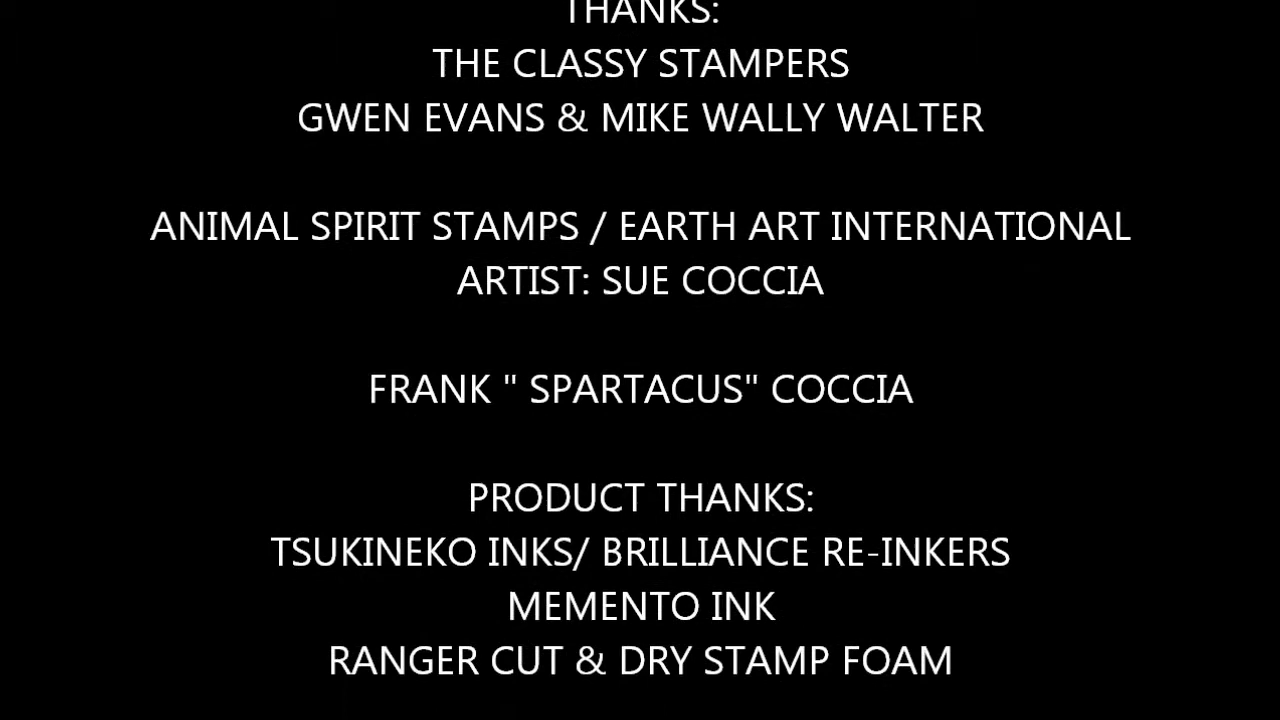 THANKS:
THE CLASSY STAMPERS
GWEN EVANS & MIKE WALLY WALTER
ANIMAL SPIRIT STAMPS / EARTH ART INTERNATIONAL
ARTIST: SUE COCCIA
FRANK " SPARTACUS" COCCIA
PRODUCT THANKS:
TSUKINEKO INKS/ BRILLIANCE RE-INKERS
MEMENTO INK
RANGER CUT & DRY STAMP FOAM